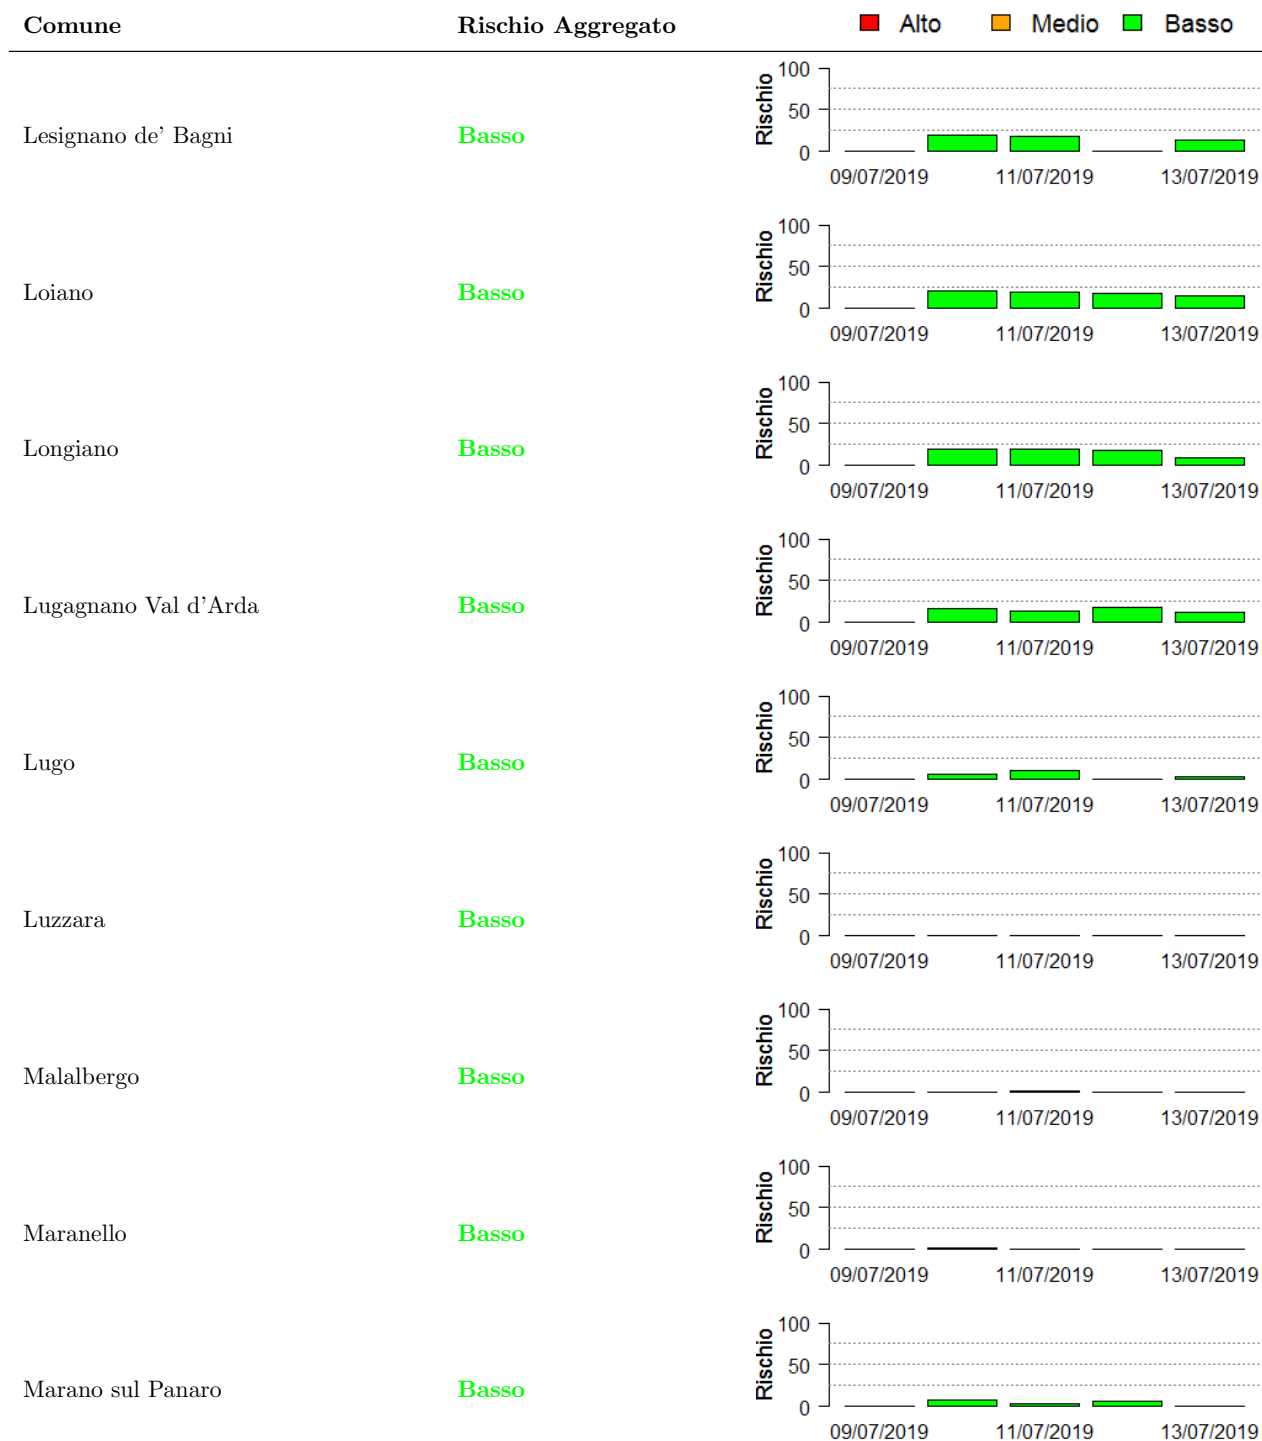 Comune Rischio Aggregato Alto Medio Basso
100
50
0
Rischio
Lesignano de' Bagni Basso
09/07/2019 11/07/2019 13/07/2019
100
50
0
Rischio
Loiano Basso
09/07/2019 11/07/2019 13/07/2019
100
50
0
Rischio
Longiano Basso
09/07/2019 11/07/2019 13/07/2019
100
50
0
Rischio
Lugagnano Val d'Arda Basso
09/07/2019 11/07/2019 13/07/2019
100
50
0
Rischio
Lugo Basso
09/07/2019 11/07/2019 13/07/2019
100
50
0
Rischio
Luzzara Basso
09/07/2019 11/07/2019 13/07/2019
100
50
0
Rischio
Malalbergo Basso
09/07/2019 11/07/2019 13/07/2019
100
50
0
Rischio
Maranello Basso
09/07/2019 11/07/2019 13/07/2019
100
50
0
Rischio
Marano sul Panaro Basso
09/07/2019 11/07/2019 13/07/2019